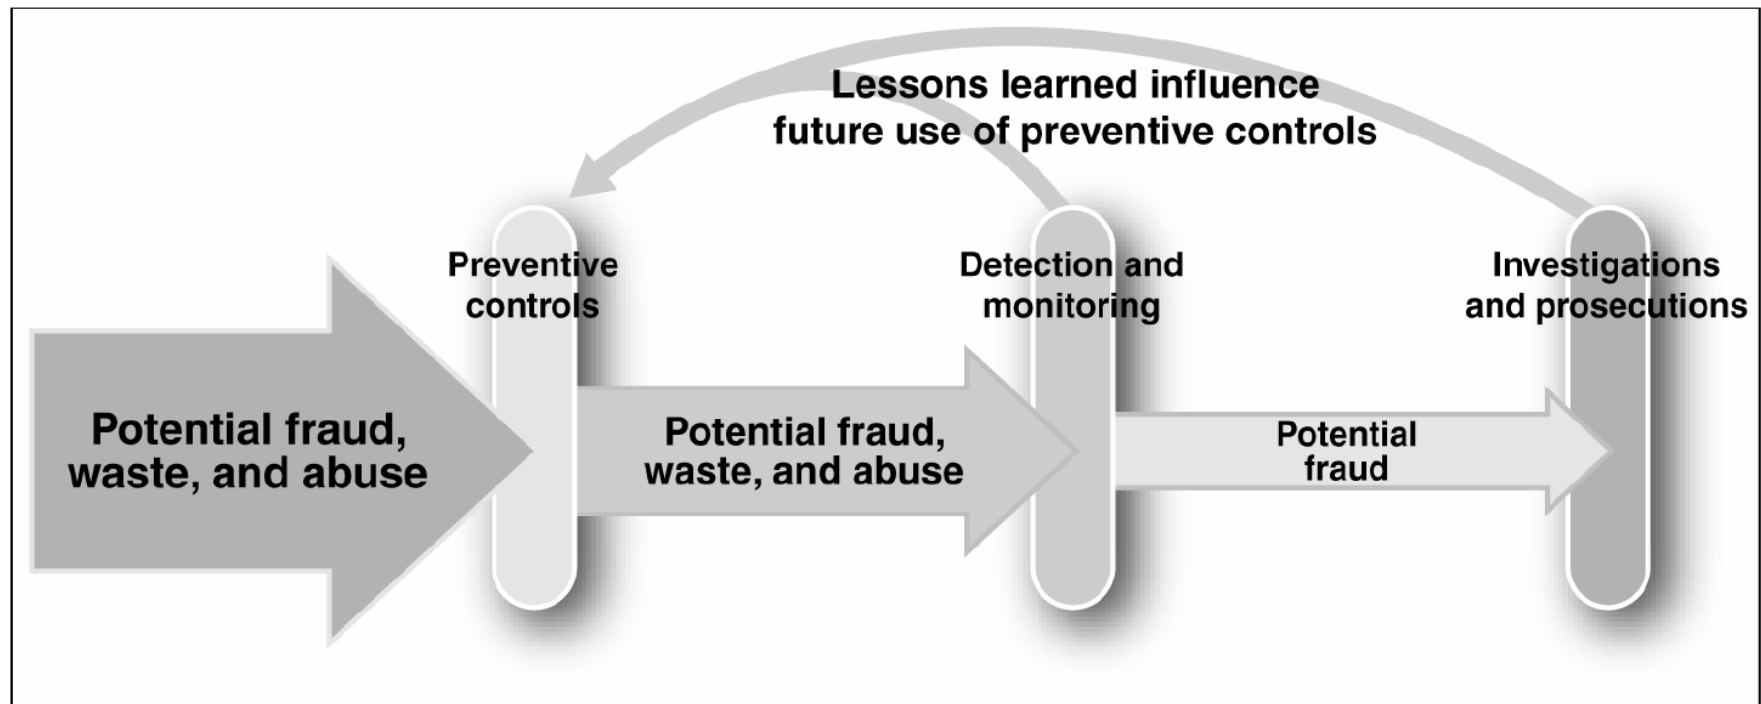 Lessons learned influence
future use of preventive controls
Preventive
controls
Detection and
monitoring
Investigations
and prosecutions
Potential fraud,
waste, and abuse
Potential fraud,
waste, and abuse
Potential
fraud